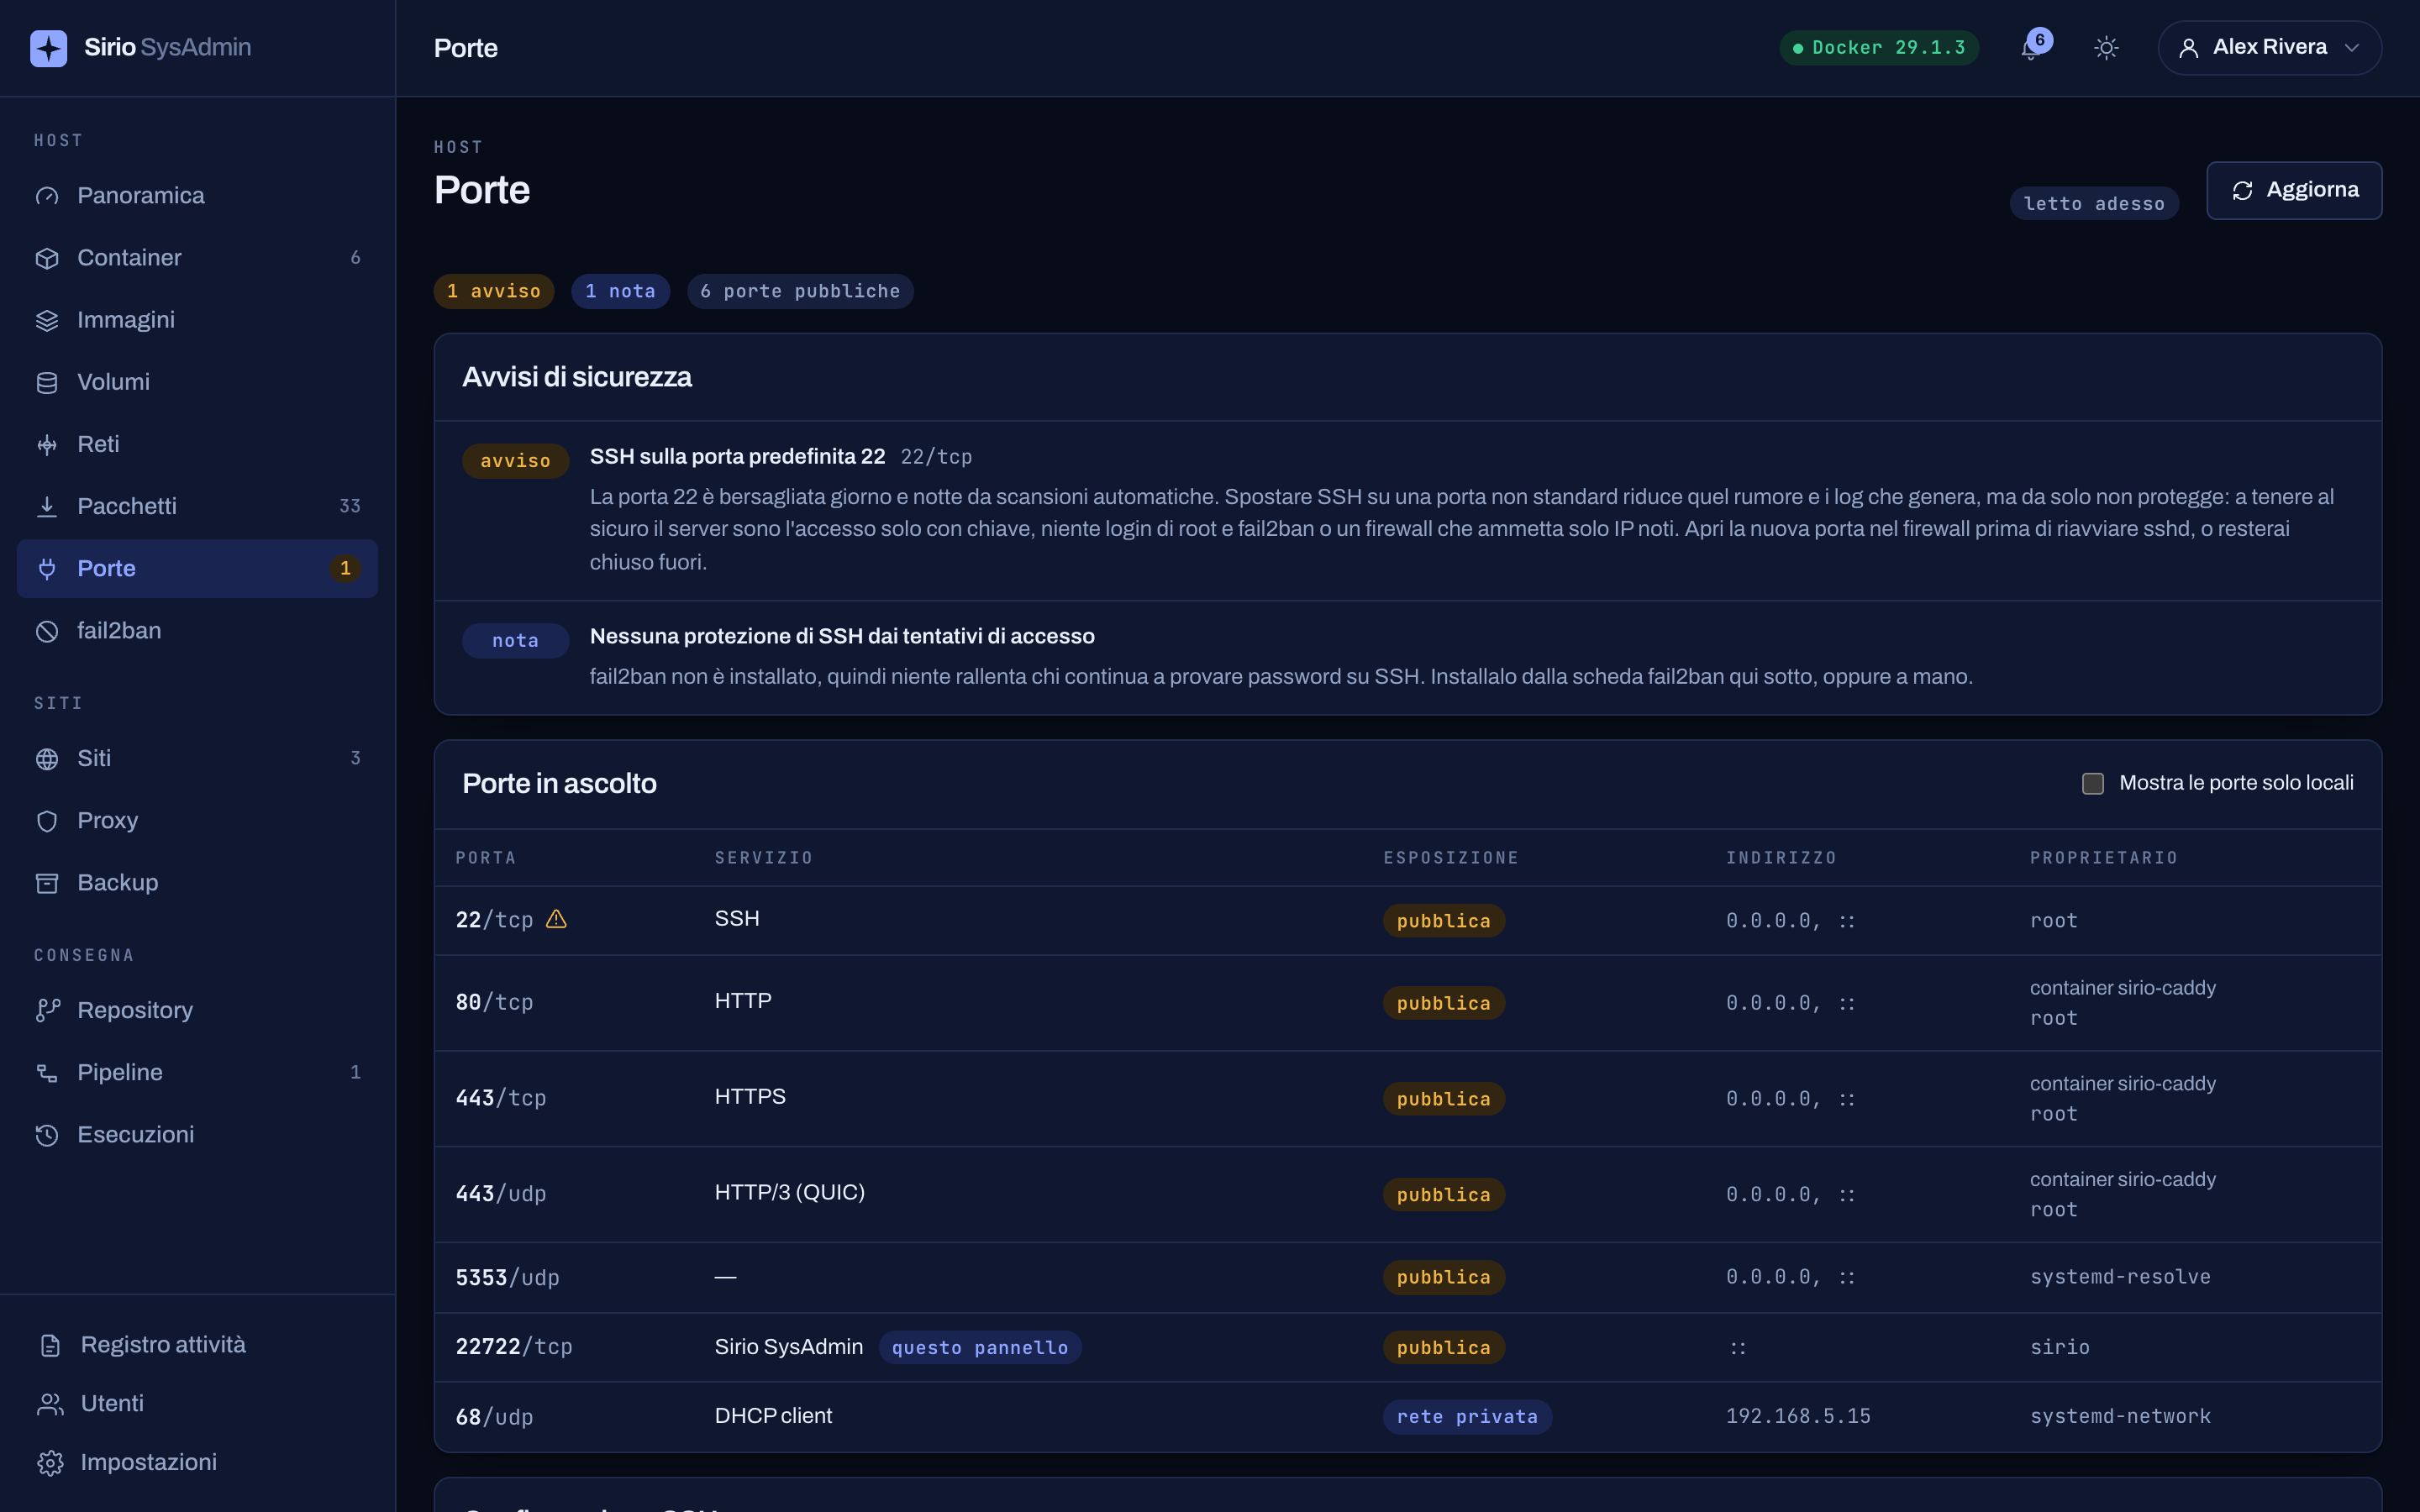 Sirio SysAdmin
Porte
Docker 29.1.3
6
Alex Rivera
HOST
Panoramica
Container 6
Immagini
Volumi
Reti
Pacchetti 33
Porte 1
fail2ban
SITI
Siti 3
Proxy
Backup
CONSEGNA
Repository
Pipeline 1
Esecuzioni
Registro attività
Utenti
Impostazioni
HOST
Porte
letto adesso
Aggiorna
1 avviso 1 nota 6 porte pubbliche
Avvisi di sicurezza
avviso SSH sulla porta predefinita 22 22/tcp
La porta 22 è bersagliata giorno e notte da scansioni automatiche. Spostare SSH su una porta non standard riduce quel rumore e i log che genera, ma da solo non protegge: a tenere al
sicuro il server sono l'accesso solo con chiave, niente login di root e fail2ban o un firewall che ammetta solo IP noti. Apri la nuova porta nel firewall prima di riavviare sshd, o resterai
chiuso fuori.
nota Nessuna protezione di SSH dai tentativi di accesso
fail2ban non è installato, quindi niente rallenta chi continua a provare password su SSH. Installalo dalla scheda fail2ban qui sotto, oppure a mano.
Porte in ascolto
Mostra le porte solo locali
PORTA SERVIZIO ESPOSIZIONE INDIRIZZO PROPRIETARIO
22/tcp SSH pubblica 0.0.0.0, :: root
80/tcp HTTP pubblica 0.0.0.0, :: container sirio-caddy
root
443/tcp HTTPS pubblica 0.0.0.0, :: container sirio-caddy
root
443/udp HTTP/3 (QUIC) pubblica 0.0.0.0, :: container sirio-caddy
root
5353/udp — pubblica 0.0.0.0, :: systemd-resolve
22722/tcp Sirio SysAdmin questo pannello pubblica :: sirio
68/udp DHCP client rete privata 192.168.5.15 systemd-network